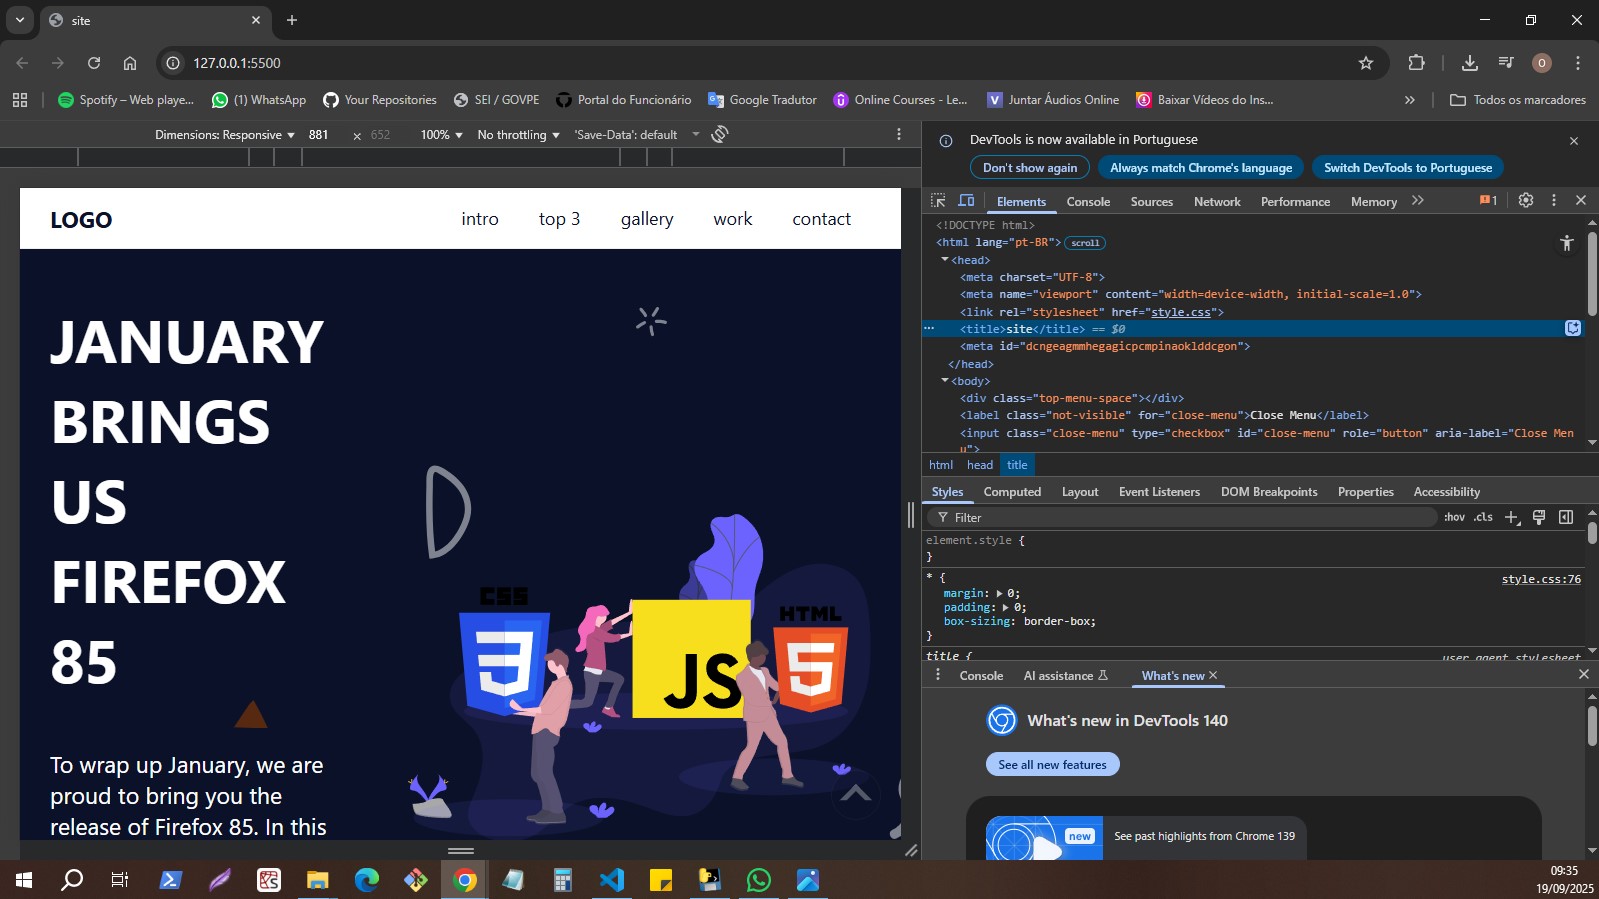 site
127.0.0.1:5500
Spotify – Web playe...
(1) WhatsApp
Your Repositories
SEI / GOVPE
Portal do Funcionário
Google Tradutor
Online Courses - Le...
Juntar Áudios Online
Baixar Vídeos do Ins...
Todos os marcadores
O
Dimensions: Responsive 881 × 652 100% No throttling 'Save-Data': default
LOGO
intro top 3 gallery work contact
JANUARY
BRINGS
US
FIREFOX
85
To wrap up January, we are
proud to bring you the
release of Firefox 85. In this
CSS
3
JS
HTML
5
DevTools is now available in Portuguese
Don't show again Always match Chrome's language Switch DevTools to Portuguese
Elements Console Sources Network Performance Memory 1
<!DOCTYPE html>
<html lang="pt-BR"> scroll
<head>
<meta charset="UTF-8">
<meta name="viewport" content="width=device-width, initial-scale=1.0">
<link rel="stylesheet" href="style.css">
<title>site</title> == $0
<meta id="dcngeagmmhegagicpcmpinaoklddcgon">
</head>
<body>
<div class="top-menu-space"></div>
<label class="not-visible" for="close-menu">Close Menu</label>
<input class="close-menu" type="checkbox" id="close-menu" role="button" aria-label="Close Men
u">
html head title
Styles Computed Layout Event Listeners DOM Breakpoints Properties Accessibility
Filter :hov .cls
element.style {
}
* { style.css:76
margin: 0;
padding: 0;
box-sizing: border-box;
}
title { user agent stylesheet
Console AI assistance What's new
What's new in DevTools 140
See all new features
new
See past highlights from Chrome 139
09:35
19/09/2025